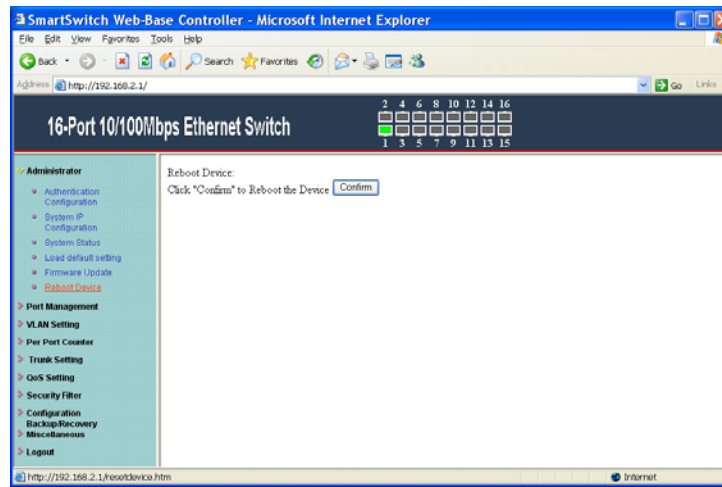 SmartSwitch Web-Base Controller - Microsoft Internet Explorer
File Edit View Favorites Tools Help
Back Search Favorites
Address http://192.168.2.1/ Go Links
2 4 6 8 10 12 14 16
16-Port 10/100Mbps Ethernet Switch
1 3 5 7 9 11 13 15
Administrator
Authentication
Configuration
System IP
Configuration
System Status
Load default setting
Firmware Update
Reboot Device
Port Management
VLAN Setting
Per Port Counter
Trunk Setting
QoS Setting
Security Filter
Configuration
Backup/Recovery
Miscellaneous
Logout
Reboot Device:
Click "Confirm" to Reboot the Device Confirm
http://192.168.2.1/resetdevice.htm Internet